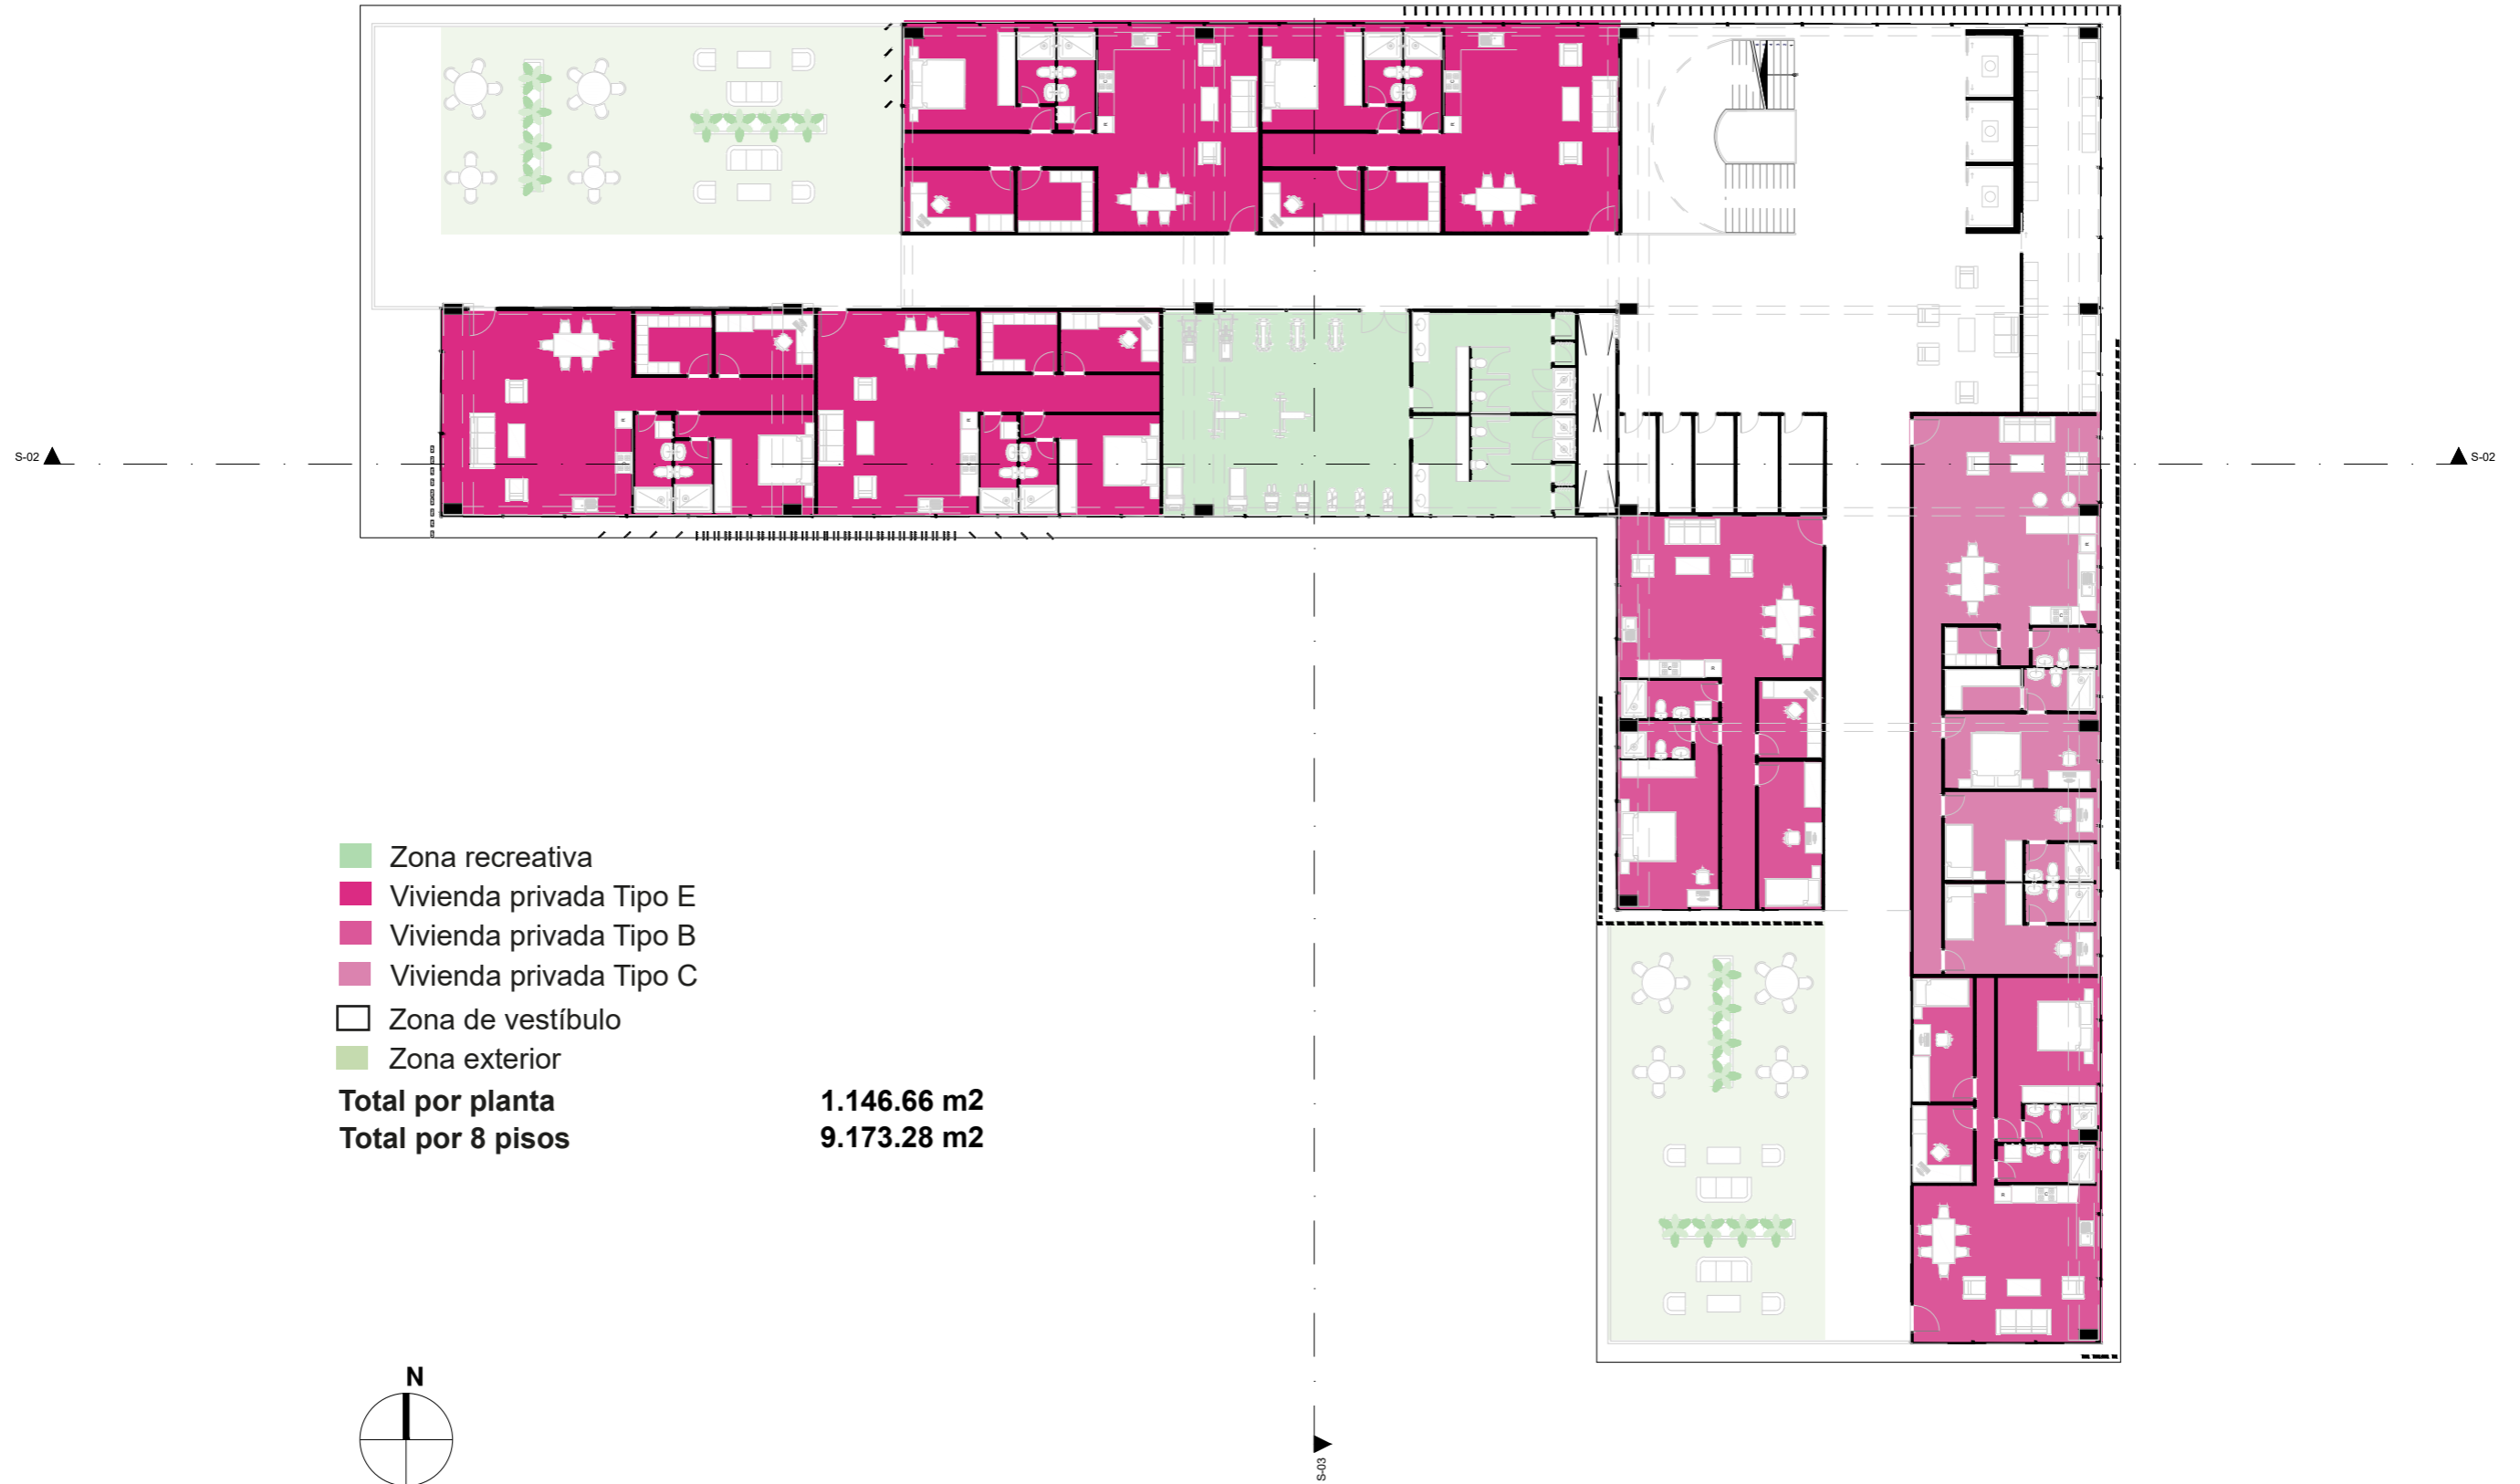 S-02
S-02
Zona recreativa
Vivienda privada Tipo E
Vivienda privada Tipo B
Vivienda privada Tipo C
Zona de vestíbulo
Zona exterior
Total por planta 1.146.66 m2
Total por 8 pisos 9.173.28 m2
N
S-03